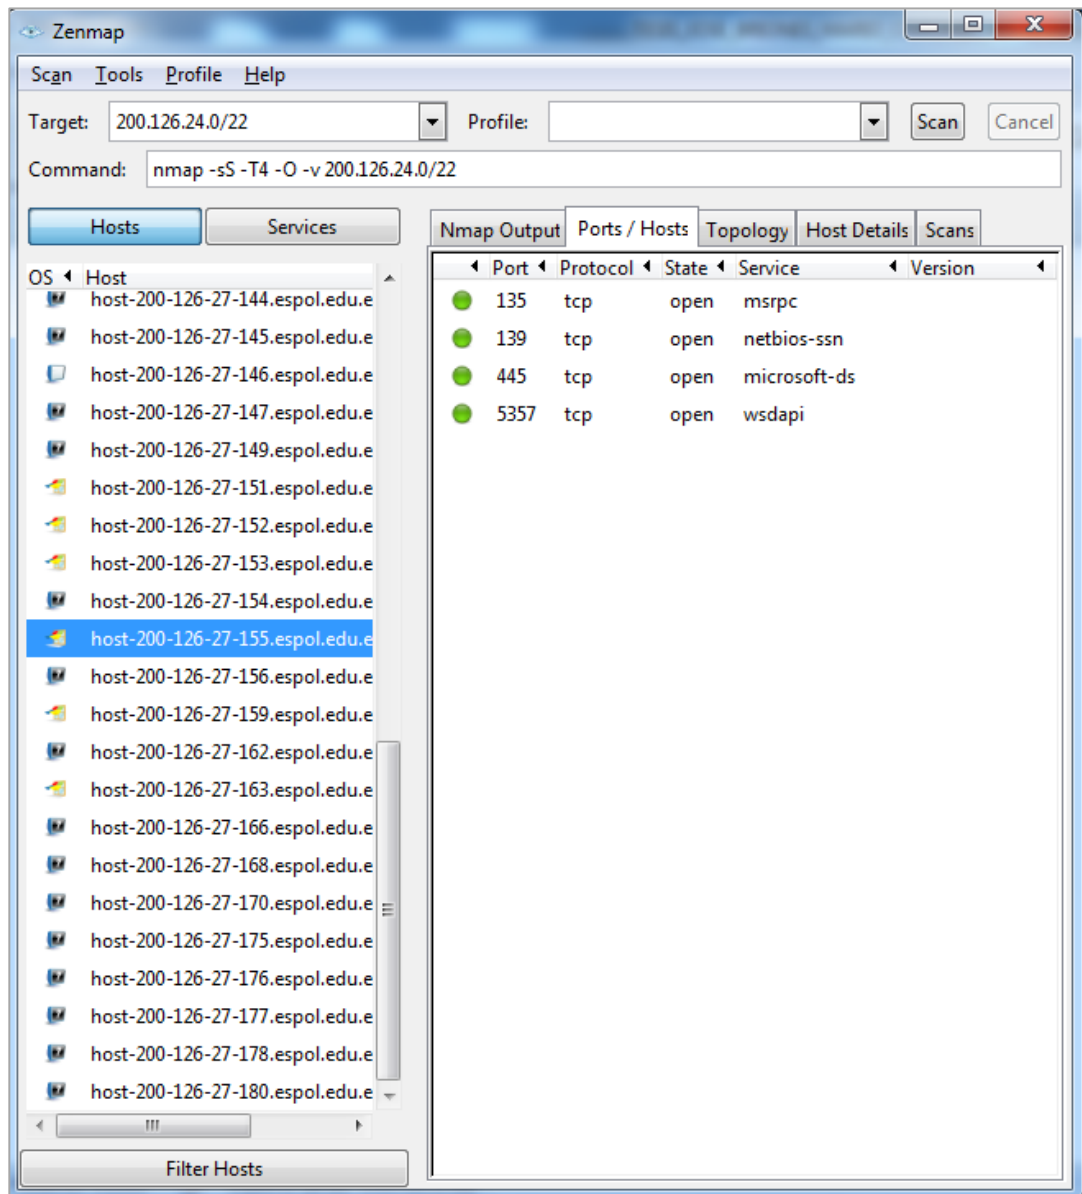 Zenmap
Scan Tools Profile Help
Target: 200.126.24.0/22 Profile: Scan Cancel
Command: nmap -sS -T4 -O -v 200.126.24.0/22
Hosts Services
Nmap Output Ports / Hosts Topology Host Details Scans
OS Host
Port Protocol State Service Version
host-200-126-27-144.espol.edu.e
135 tcp open msrpc
host-200-126-27-145.espol.edu.e
139 tcp open netbios-ssn
host-200-126-27-146.espol.edu.e
445 tcp open microsoft-ds
host-200-126-27-147.espol.edu.e
5357 tcp open wsdapi
host-200-126-27-149.espol.edu.e
host-200-126-27-151.espol.edu.e
host-200-126-27-152.espol.edu.e
host-200-126-27-153.espol.edu.e
host-200-126-27-154.espol.edu.e
host-200-126-27-155.espol.edu.e
host-200-126-27-156.espol.edu.e
host-200-126-27-159.espol.edu.e
host-200-126-27-162.espol.edu.e
host-200-126-27-163.espol.edu.e
host-200-126-27-166.espol.edu.e
host-200-126-27-168.espol.edu.e
host-200-126-27-170.espol.edu.e
host-200-126-27-175.espol.edu.e
host-200-126-27-176.espol.edu.e
host-200-126-27-177.espol.edu.e
host-200-126-27-178.espol.edu.e
host-200-126-27-180.espol.edu.e
Filter Hosts